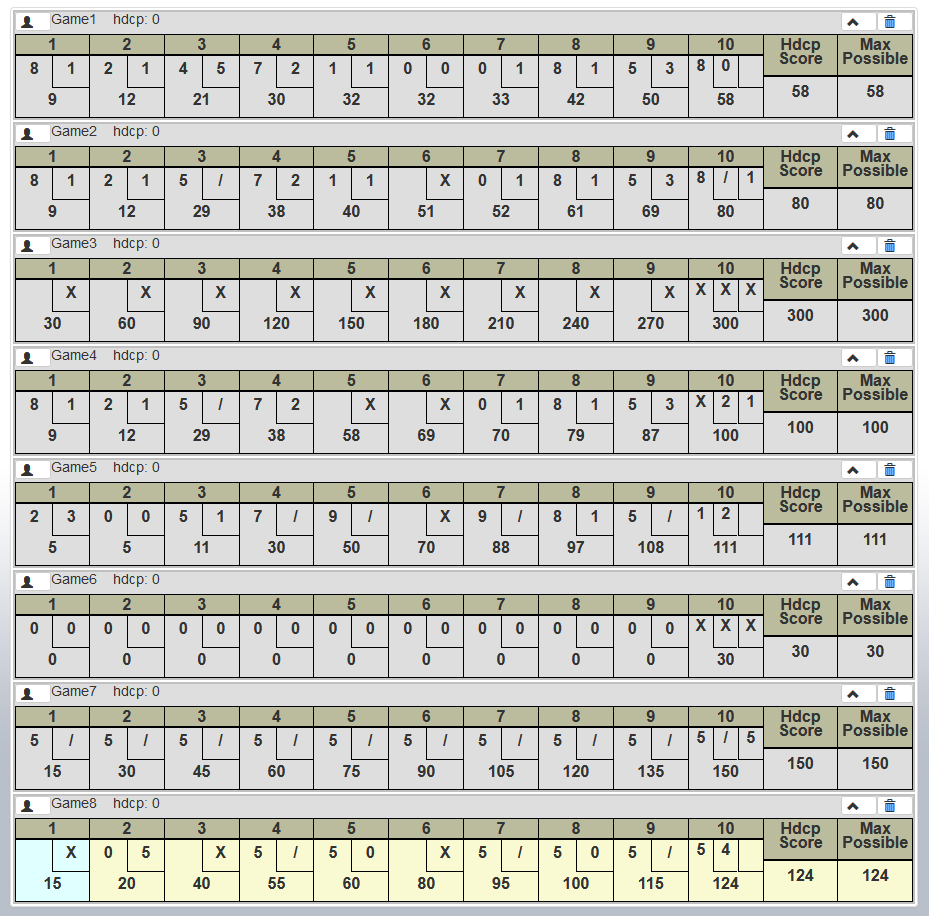 Game1 hdcp: 0
1 2 3 4 5 6 7 8 9 10 Hdcp Score Max Possible
8 1 2 1 4 5 7 2 1 1 0 0 0 1 8 1 5 3 8 0
9 12 21 30 32 32 33 42 50 58 58 58
Game2 hdcp: 0
1 2 3 4 5 6 7 8 9 10 Hdcp Score Max Possible
8 1 2 1 5 / 7 2 1 1 X 0 1 8 1 5 3 8 / 1
9 12 29 38 40 51 52 61 69 80 80 80
Game3 hdcp: 0
1 2 3 4 5 6 7 8 9 10 Hdcp Score Max Possible
X X X X X X X X X X X X
30 60 90 120 150 180 210 240 270 300 300 300
Game4 hdcp: 0
1 2 3 4 5 6 7 8 9 10 Hdcp Score Max Possible
8 1 2 1 5 / 7 2 X X 0 1 8 1 5 3 X 2 1
9 12 29 38 58 69 70 79 87 100 100 100
Game5 hdcp: 0
1 2 3 4 5 6 7 8 9 10 Hdcp Score Max Possible
2 3 0 0 5 1 7 / 9 / X 9 / 8 1 5 / 1 2
5 5 11 30 50 70 88 97 108 111 111 111
Game6 hdcp: 0
1 2 3 4 5 6 7 8 9 10 Hdcp Score Max Possible
0 0 0 0 0 0 0 0 0 0 0 0 0 0 0 0 0 0 X X X
0 0 0 0 0 0 0 0 0 30 30 30
Game7 hdcp: 0
1 2 3 4 5 6 7 8 9 10 Hdcp Score Max Possible
5 / 5 / 5 / 5 / 5 / 5 / 5 / 5 / 5 / 5 / 5
15 30 45 60 75 90 105 120 135 150 150 150
Game8 hdcp: 0
1 2 3 4 5 6 7 8 9 10 Hdcp Score Max Possible
X 0 5 X 5 / 5 0 X 5 / 5 0 5 / 5 4
15 20 40 55 60 80 95 100 115 124 124 124